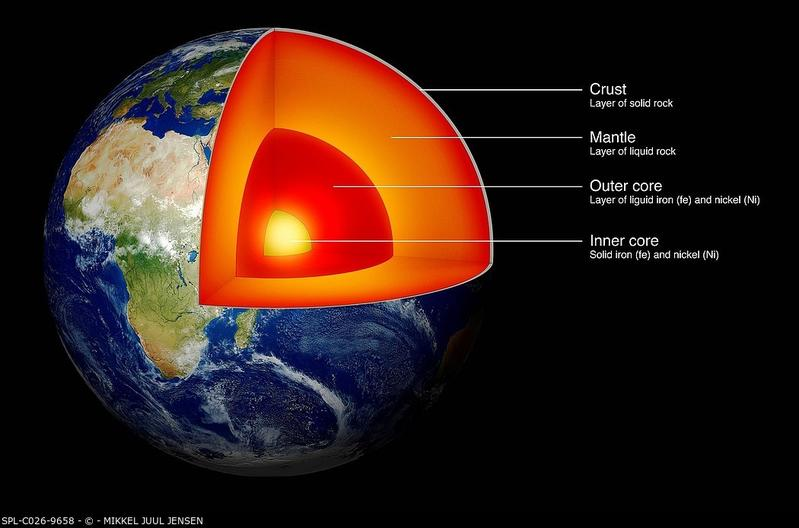 Crust
Layer of solid rock
Mantle
Layer of liquid rock
Outer core
Layer of liguid iron (fe) and nickel (Ni)
Inner core
Solid iron (fe) and nickel (Ni)
SPL-C026-9658 - © - MIKKEL JUUL JENSEN